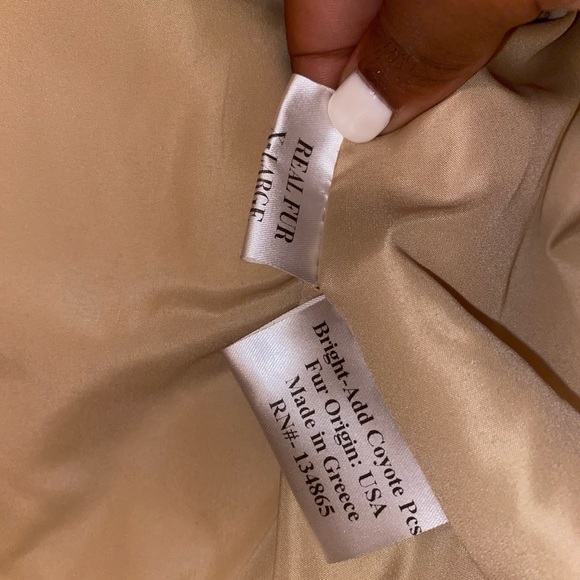 REAL FUR
X-LARGE
Bright-Add Coyote Pcs
Fur Origin: USA
Made in Greece
RN#- 134865